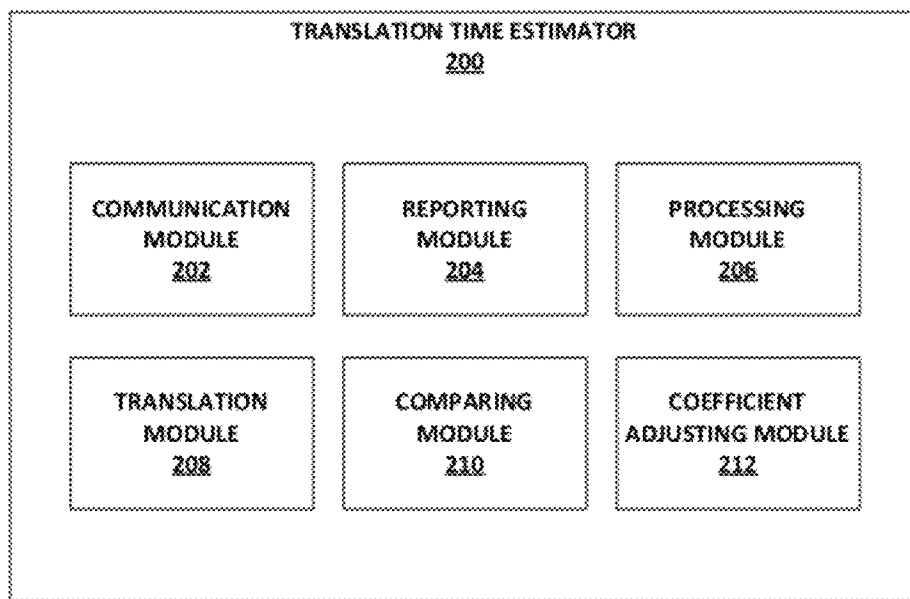 TRANSLATION TIME ESTIMATOR
200
COMMUNICATION
MODULE
202
REPORTING
MODULE
204
PROCESSING
MODULE
206
TRANSLATION
MODULE
208
COMPARING
MODULE
210
COEFFICIENT
ADJUSTING MODULE
212